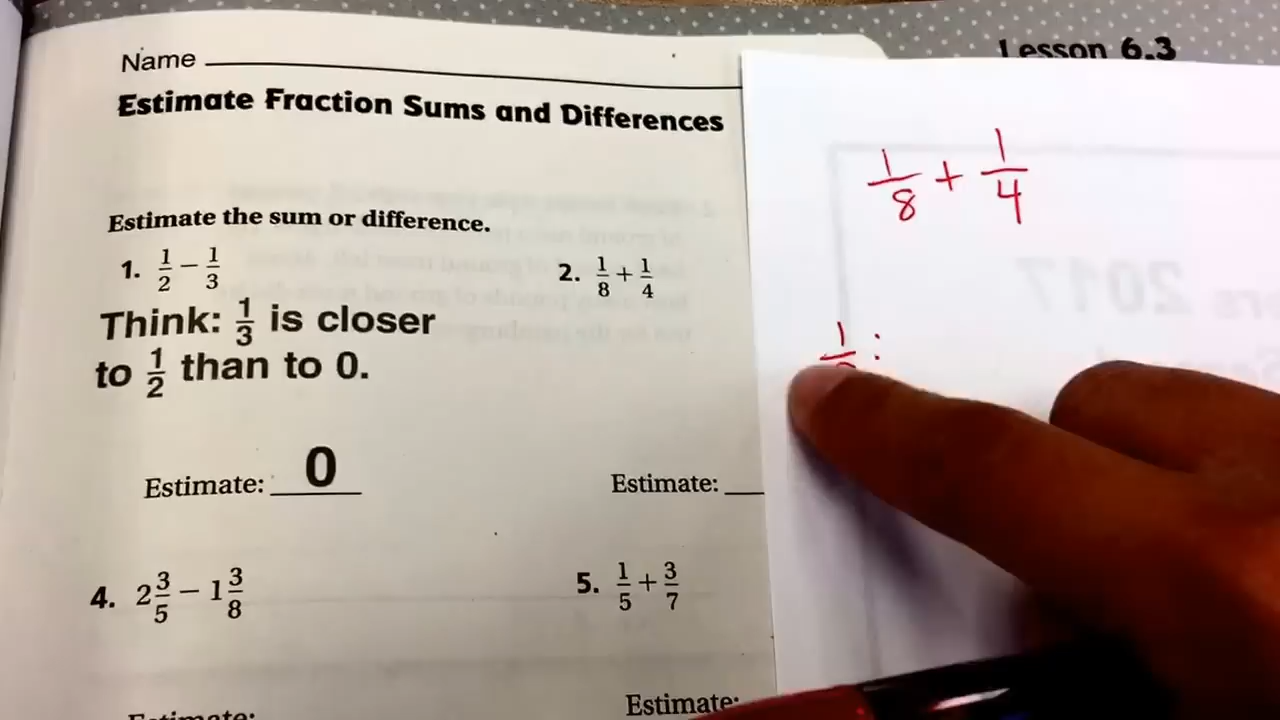 Lesson 6.3
Name
Estimate Fraction Sums and Differences
Estimate the sum or difference.
1. 1/2 − 1/3
Think: 1/3 is closer
to 1/2 than to 0.
Estimate: 0
2. 1/8 + 1/4
Estimate:
4. 2 3/5 − 1 3/8
Estimate:
5. 1/5 + 3/7
Estimate:
1/8 + 1/4
2017